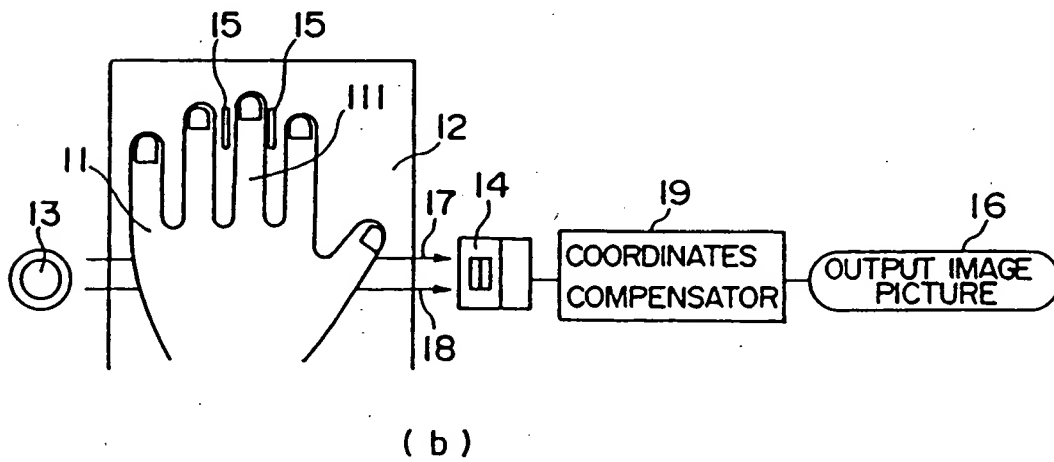 15 15
111
12
11
13
17
14
19
16
COORDINATES
COMPENSATOR
OUTPUT IMAGE
PICTURE
18
(b)